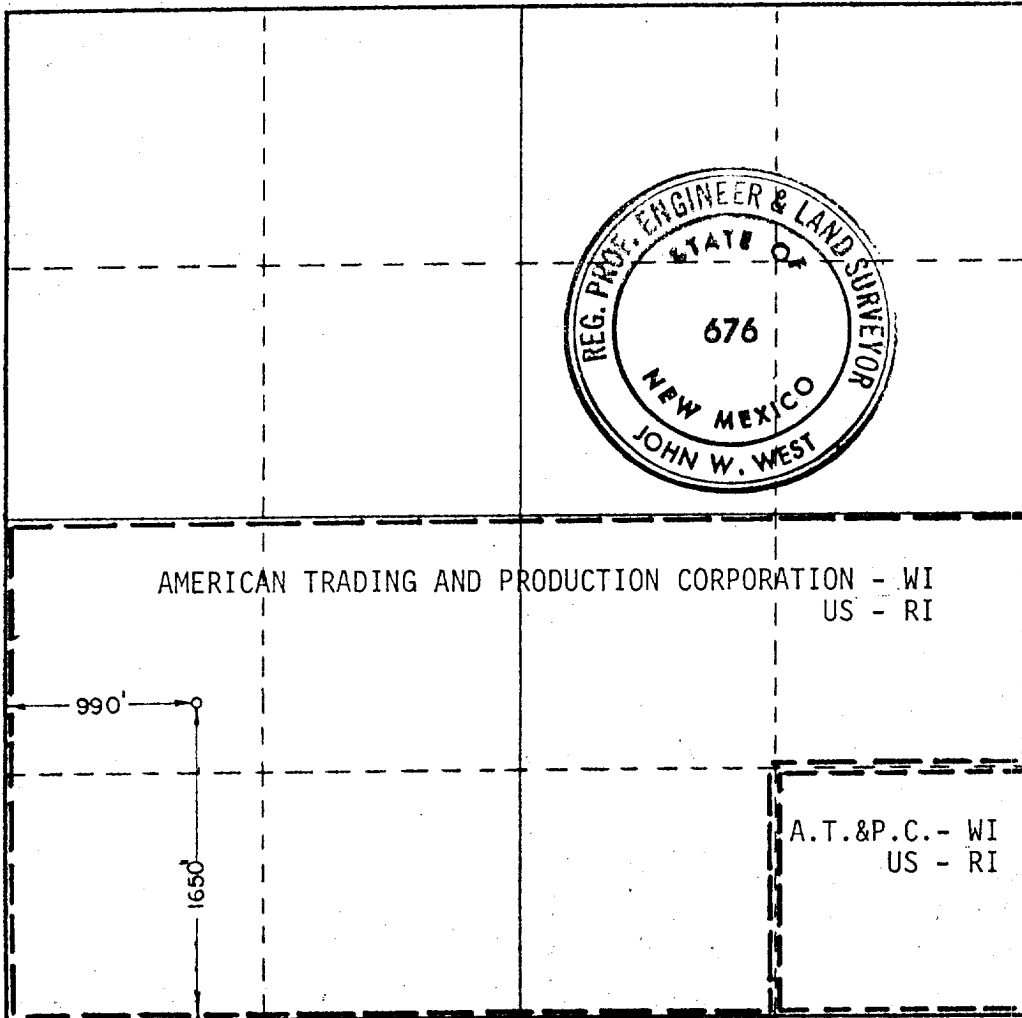 REG. PROF. ENGINEER & LAND SURVEYOR
STATE OF
676
NEW MEXICO
JOHN W. WEST
AMERICAN TRADING AND PRODUCTION CORPORATION - WI
US - RI
990'
1650'
A.T.&P.C.- WI
US - RI